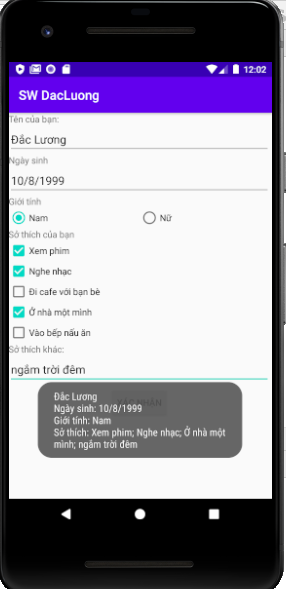 12:02
SW DacLuong
Tên của bạn:
Đắc Lương
Ngày sinh
10/8/1999
Giới tính
Nam
Nữ
Sở thích của bạn
Xem phim
Nghe nhạc
Đi cafe với bạn bè
Ở nhà một mình
Vào bếp nấu ăn
Sở thích khác:
ngắm trời đêm
Đắc Lương
Ngày sinh: 10/8/1999
Giới tính: Nam
Sở thích: Xem phim; Nghe nhạc; Ở nhà một
mình; ngắm trời đêm